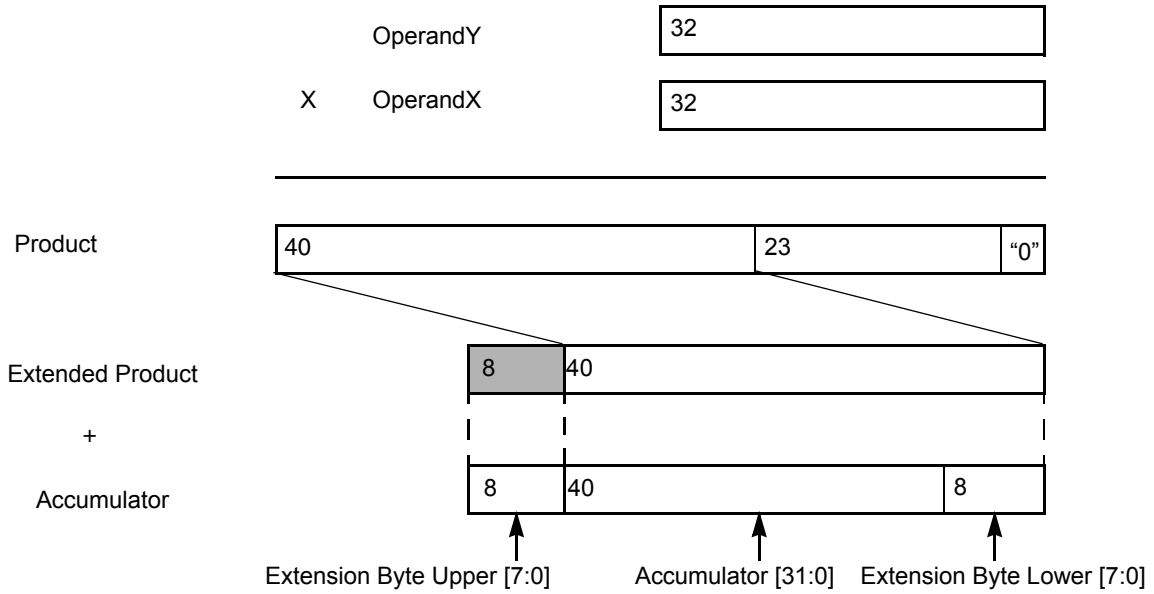 OperandY 32
X OperandX 32
Product 40 23 “0”
Extended Product 8 40
+
Accumulator 8 40 8
Extension Byte Upper [7:0] Accumulator [31:0] Extension Byte Lower [7:0]